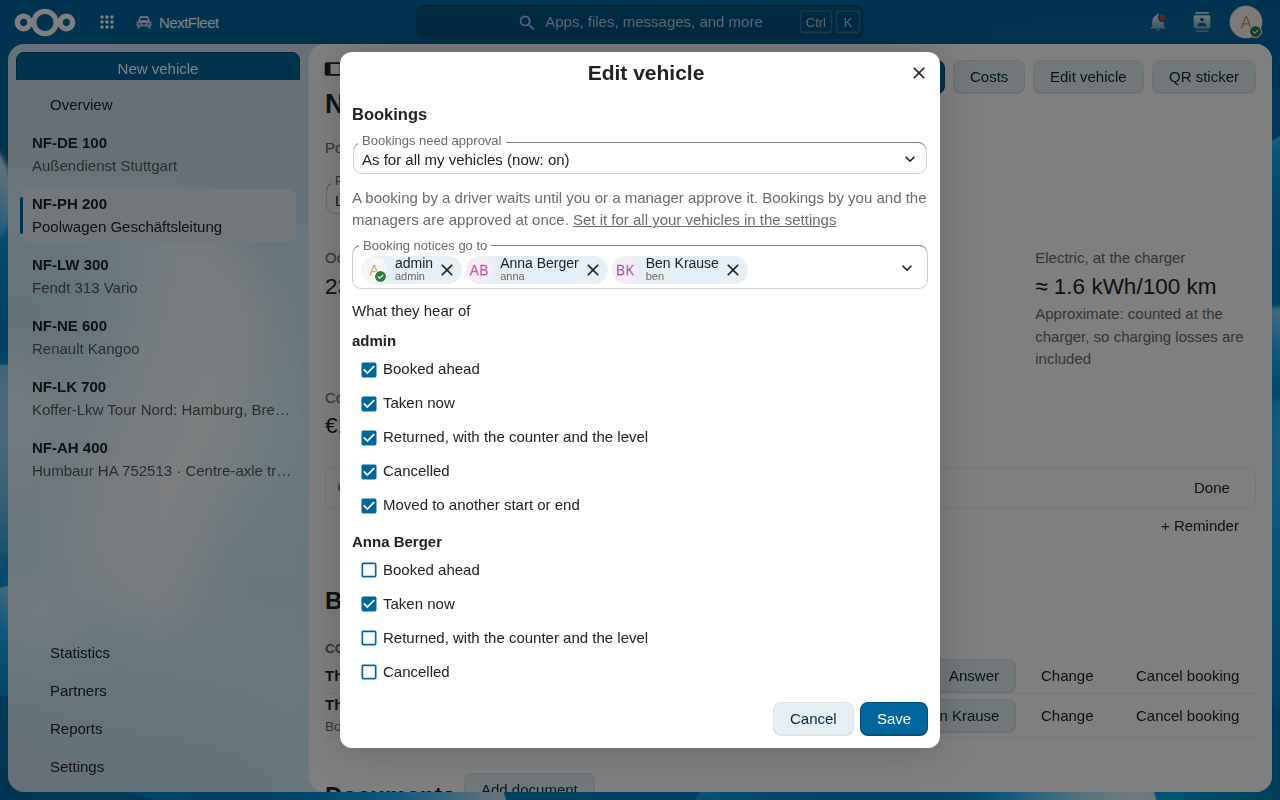 NextFleet
Apps, files, messages, and more
Ctrl K
A
New vehicle
Overview
NF-DE 100
Außendienst Stuttgart
NF-PH 200
Poolwagen Geschäftsleitung
NF-LW 300
Fendt 313 Vario
NF-NE 600
Renault Kangoo
NF-LK 700
Koffer-Lkw Tour Nord: Hamburg, Bre…
NF-AH 400
Humbaur HA 752513 · Centre-axle tr…
Statistics
Partners
Reports
Settings
Costs
Edit vehicle
QR sticker
Electric, at the charger
≈ 1.6 kWh/100 km
Approximate: counted at the
charger, so charging losses are
included
Done
+ Reminder
Answer
Change
Cancel booking
n Krause
Change
Cancel booking
Documents
Add document
Edit vehicle
Bookings
Bookings need approval
As for all my vehicles (now: on)
A booking by a driver waits until you or a manager approve it. Bookings by you and the
managers are approved at once. Set it for all your vehicles in the settings
Booking notices go to
A admin
admin
AB Anna Berger
anna
BK Ben Krause
ben
What they hear of
admin
Booked ahead
Taken now
Returned, with the counter and the level
Cancelled
Moved to another start or end
Anna Berger
Booked ahead
Taken now
Returned, with the counter and the level
Cancelled
Cancel
Save